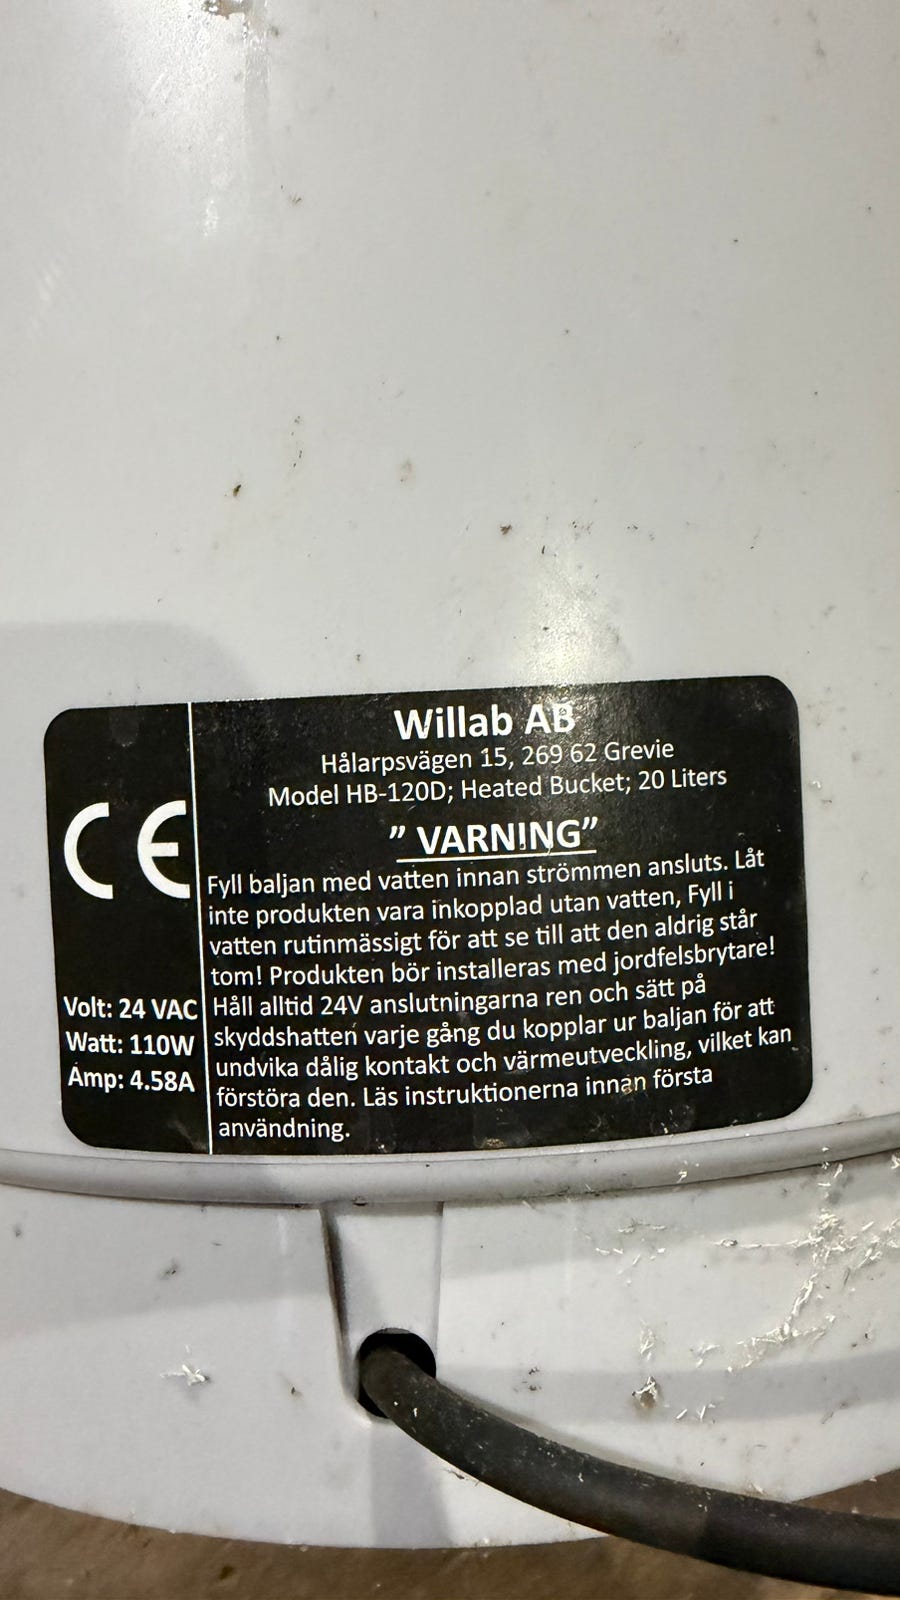 Willab AB
Hålarpsvägen 15, 269 62 Grevie
Model HB-120D; Heated Bucket; 20 Liters
” VARNING”
Fyll baljan med vatten innan strömmen ansluts. Låt
inte produkten vara inkopplad utan vatten, Fyll i
vatten rutinmässigt för att se till att den aldrig står
tom! Produkten bör installeras med jordfelsbrytare!
Håll alltid 24V anslutningarna ren och sätt på
skyddshatten varje gång du kopplar ur baljan för att
undvika dålig kontakt och värmeutveckling, vilket kan
förstöra den. Läs instruktionerna innan första
användning.
CE
Volt: 24 VAC
Watt: 110W
Amp: 4.58A